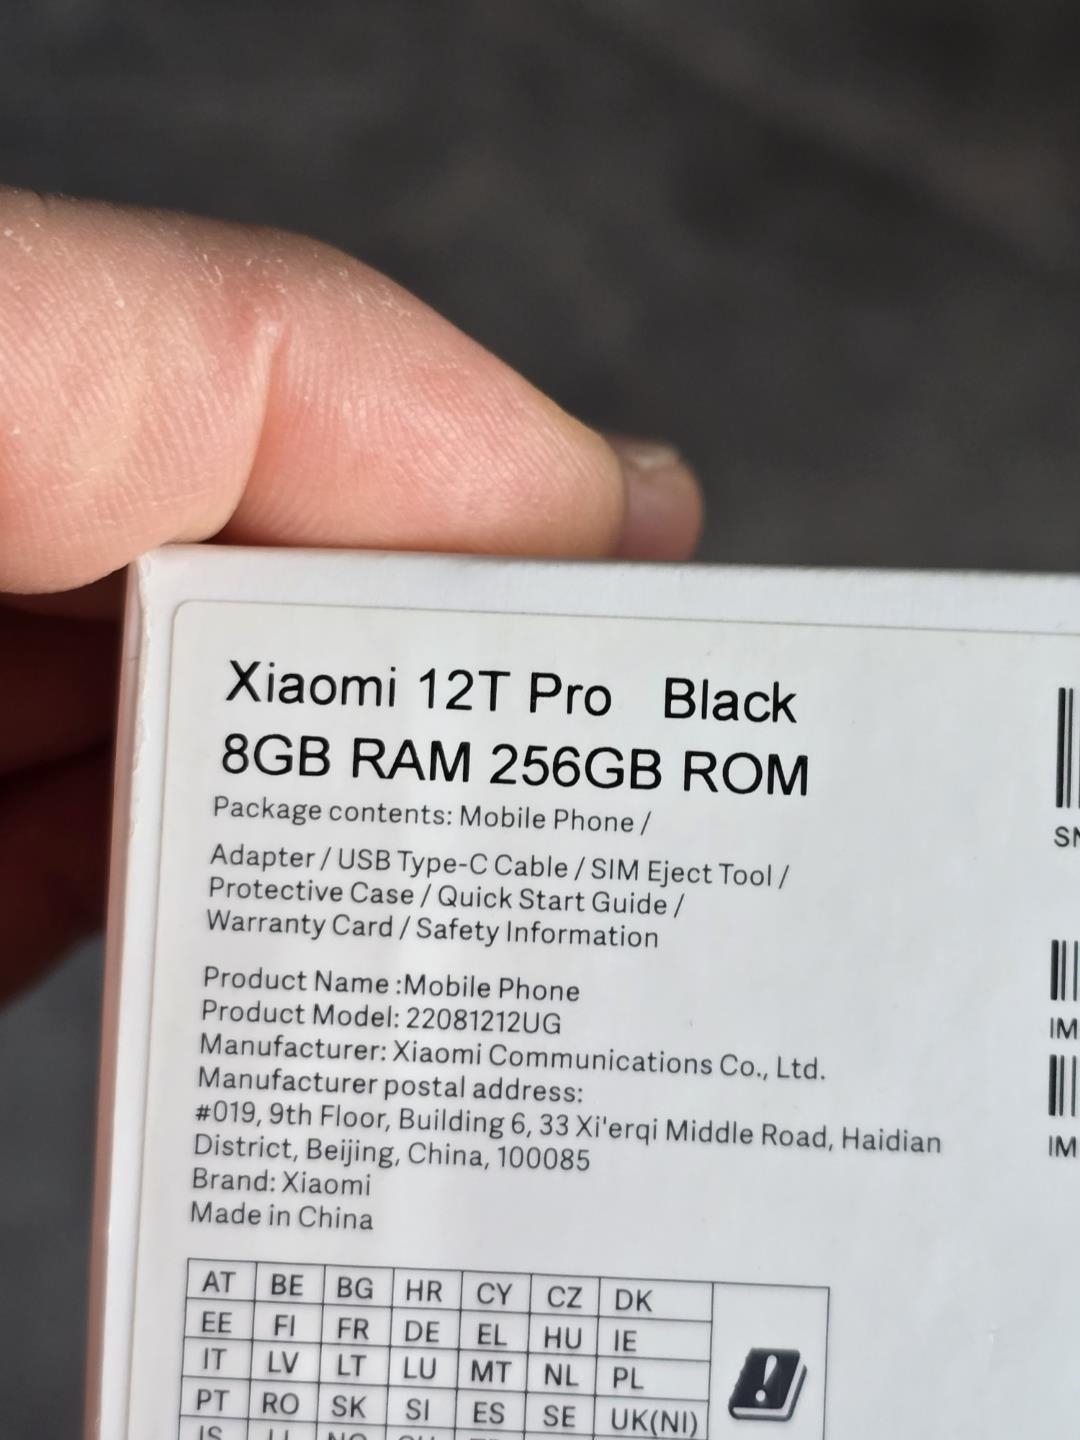 Xiaomi 12T Pro Black
8GB RAM 256GB ROM
Package contents: Mobile Phone /
Adapter / USB Type-C Cable / SIM Eject Tool /
Protective Case / Quick Start Guide /
Warranty Card / Safety Information
Product Name :Mobile Phone
Product Model: 22081212UG
Manufacturer: Xiaomi Communications Co., Ltd.
Manufacturer postal address:
#019, 9th Floor, Building 6, 33 Xi'erqi Middle Road, Haidian
District, Beijing, China, 100085
Brand: Xiaomi
Made in China
AT BE BG HR CY CZ DK
EE FI FR DE EL HU IE
IT LV LT LU MT NL PL
PT RO SK SI ES SE UK(NI)
SN
IM
IM